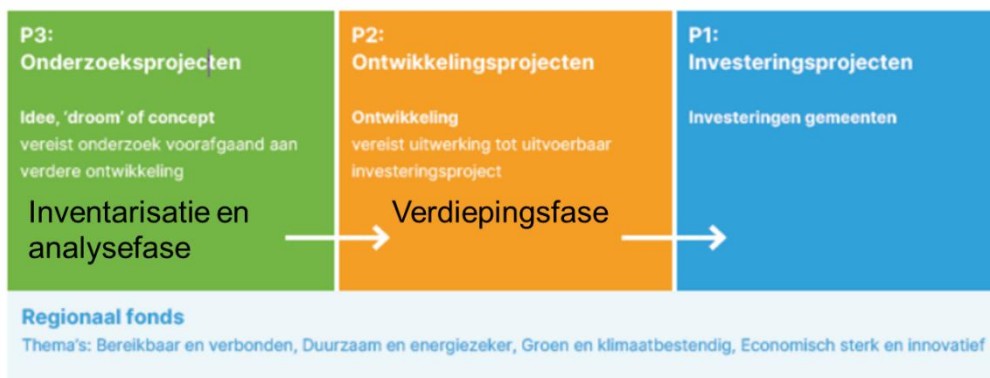 P3:
Onderzoeksprojecten
Idee, 'droom' of concept
vereist onderzoek voorafgaand aan
verdere ontwikkeling
Inventarisatie en
analysefase
P2:
Ontwikkelingsprojecten
Ontwikkeling
vereist uitwerking tot uitvoerbaar
investeringsproject
Verdiepingsfase
P1:
Investeringsprojecten
Investeringen gemeenten
Regionaal fonds
Thema's: Bereikbaar en verbonden, Duurzaam en energiezeker, Groen en klimaatbestendig, Economisch sterk en innovatief